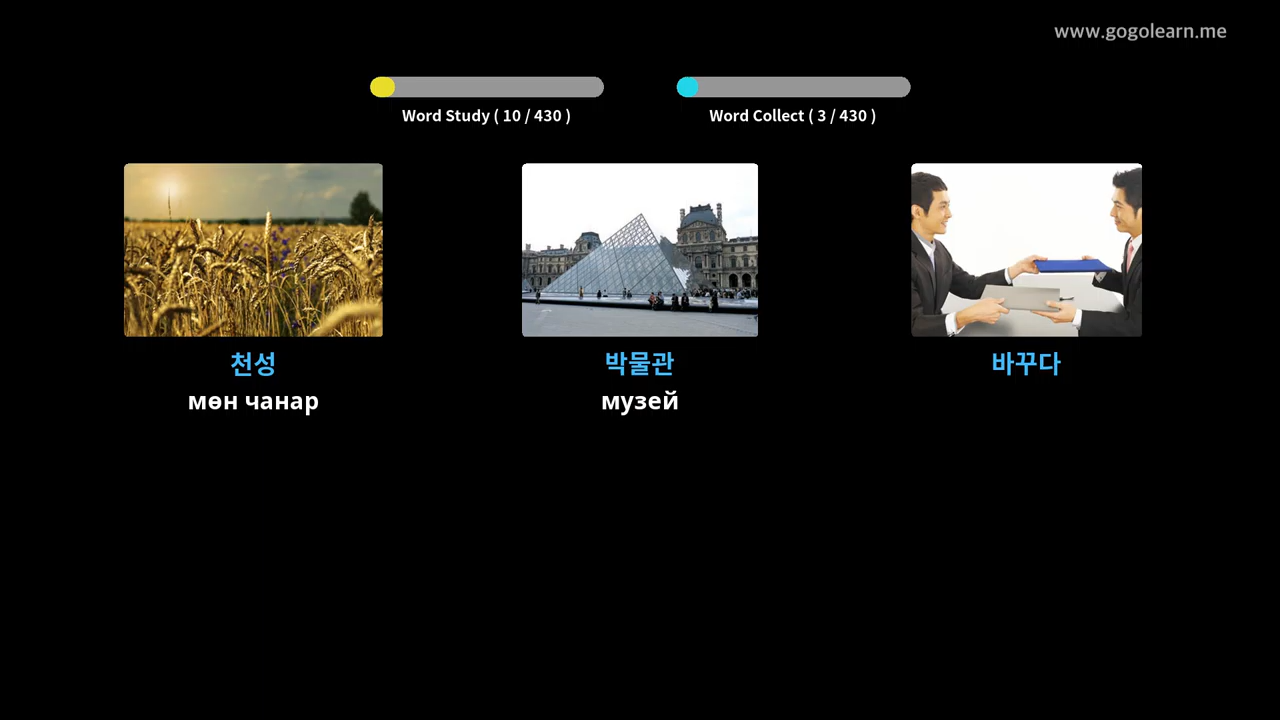 www.gogolearn.me
Word Study ( 10 / 430 )
Word Collect ( 3 / 430 )
천성
мөн чанар
박물관
музей
바꾸다